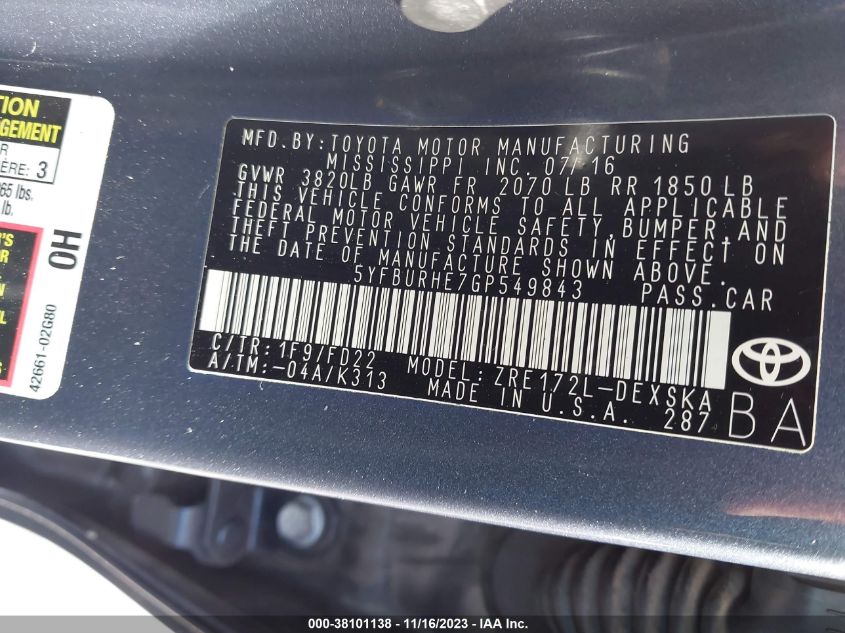 TION
GEMENT
R
ÈRE: 3
65 lbs.
lb.
'S
R
N
L
S
OH
42661-02G80
MFD. BY: TOYOTA MOTOR MANUFACTURING
MISSISSIPPI INC. 07/16
GVWR 3820LB GAWR FR 2070 LB RR 1850 LB
THIS VEHICLE CONFORMS TO ALL APPLICABLE
FEDERAL MOTOR VEHICLE SAFETY, BUMPER, AND
THEFT PREVENTION STANDARDS IN EFFECT ON
THE DATE OF MANUFACTURE SHOWN ABOVE.
5YFBURHE7GP549843 PASS. CAR
C/TR: 1F9/FD22 MODEL: ZRE172L-DEXSKA
A/TM: -04A/K313 MADE IN U.S.A. 287
BA
000-38101138 - 11/16/2023 - IAA Inc.